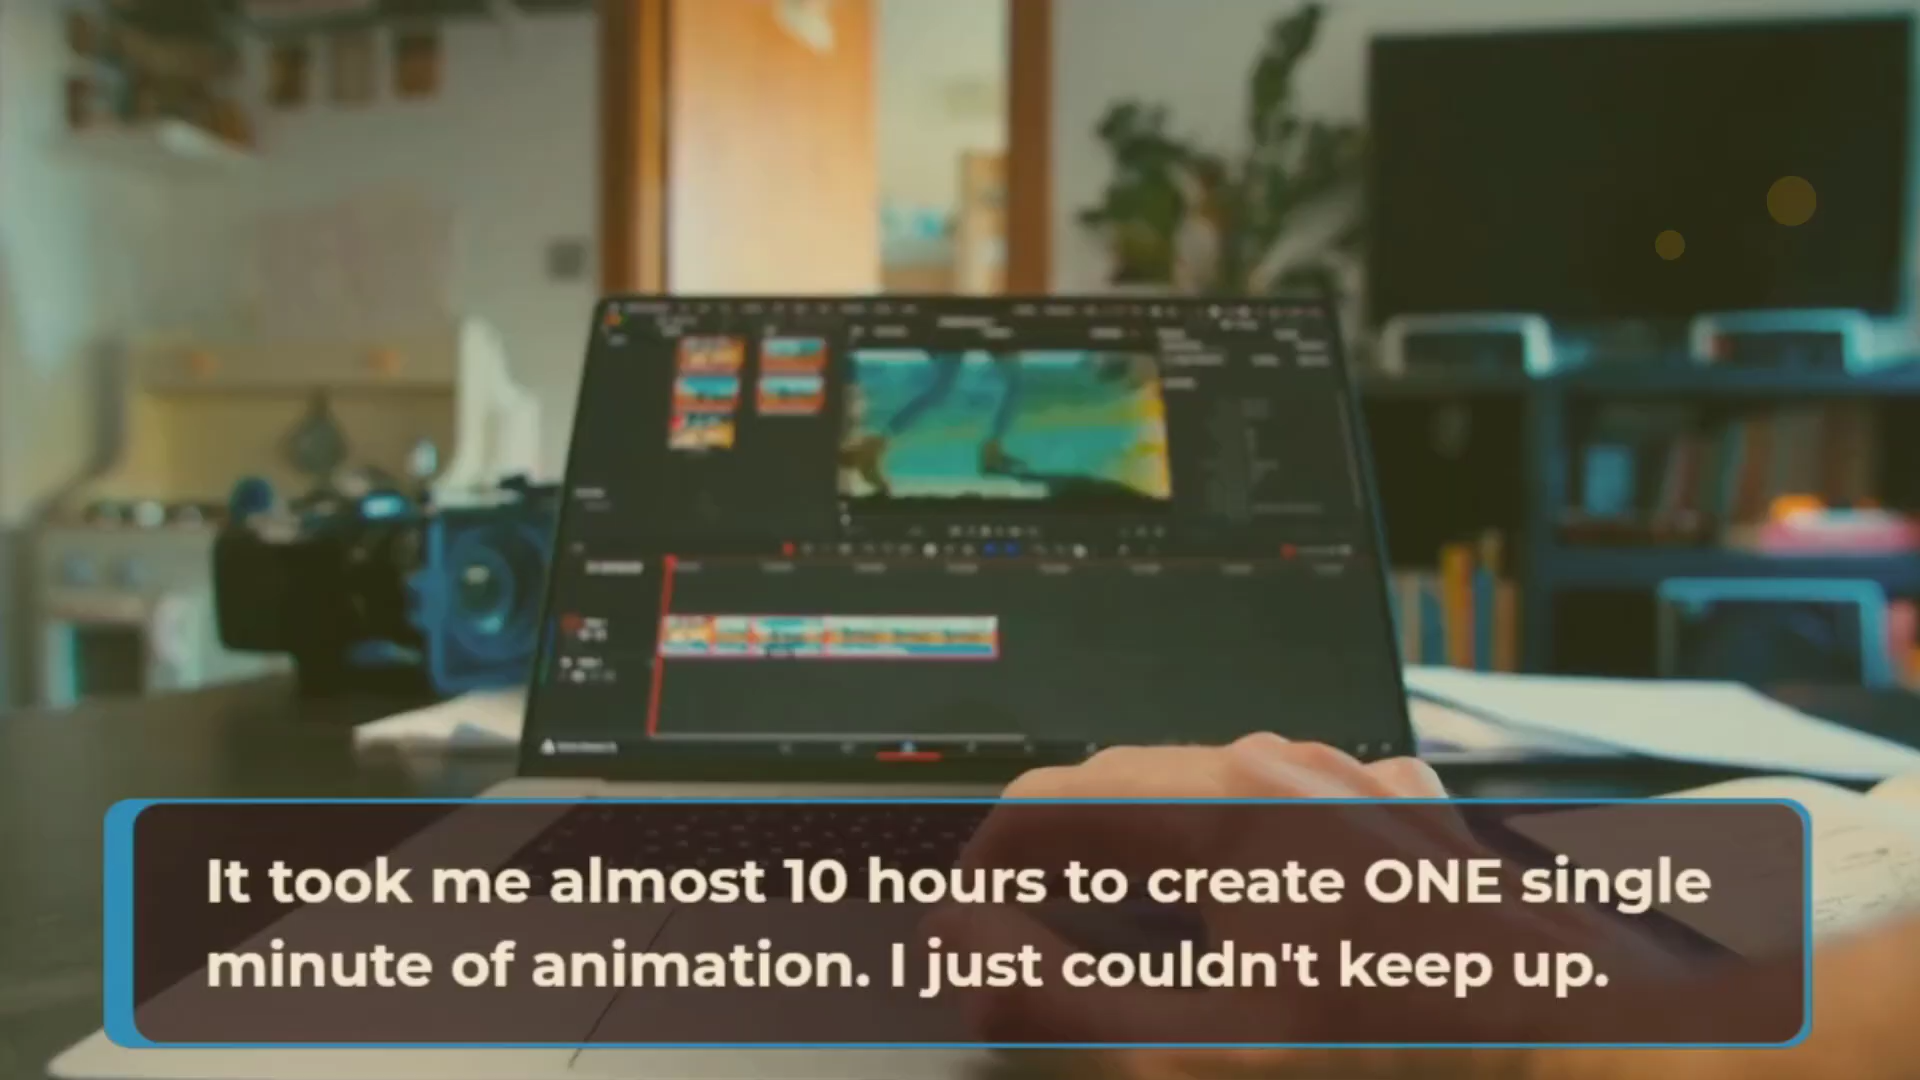 It took me almost 10 hours to create ONE single
minute of animation. I just couldn't keep up.